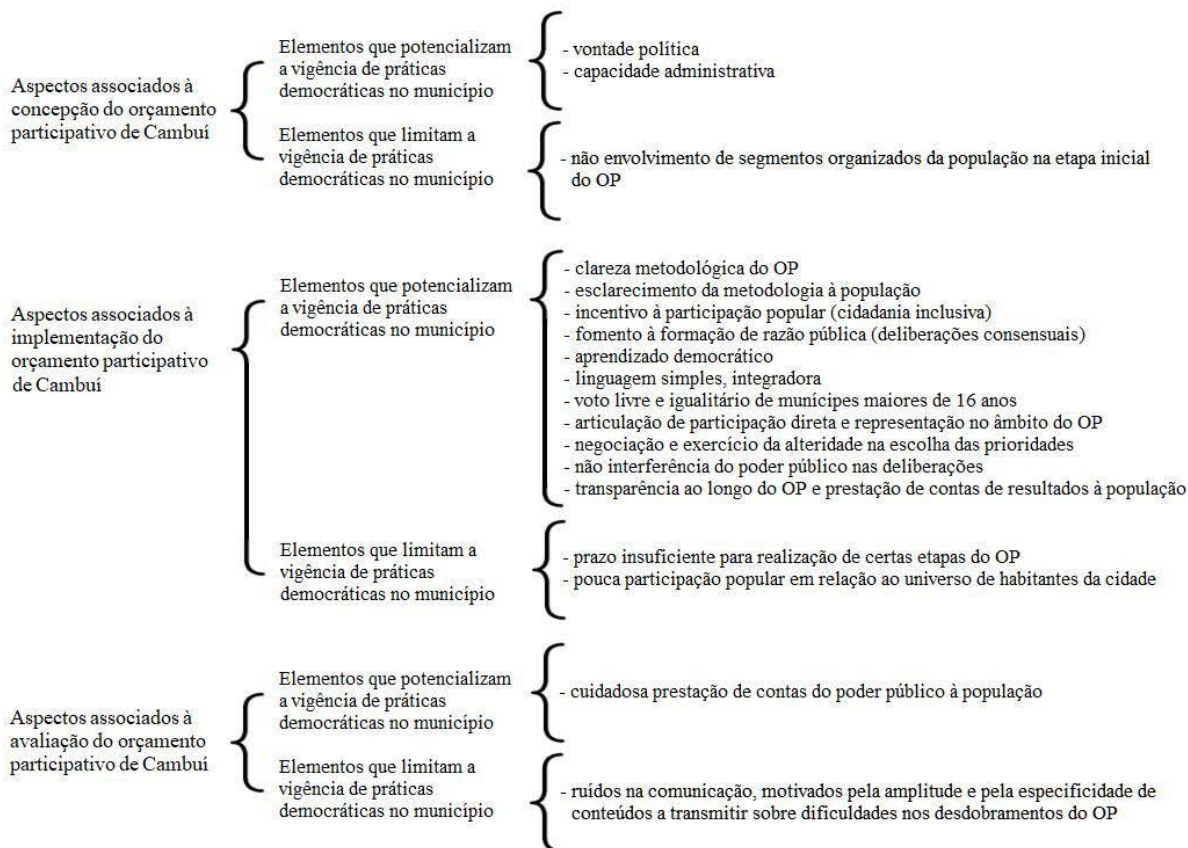 Aspectos associados à
concepção do orçamento
participativo de Cambuí
Elementos que potencializam
a vigência de práticas
democráticas no município
- vontade política
- capacidade administrativa
Elementos que limitam a
vigência de práticas
democráticas no município
- não envolvimento de segmentos organizados da população na etapa inicial
do OP
Aspectos associados à
implementação do
orçamento participativo
de Cambuí
Elementos que potencializam
a vigência de práticas
democráticas no município
- clareza metodológica do OP
- esclarecimento da metodologia à população
- incentivo à participação popular (cidadania inclusiva)
- fomento à formação de razão pública (deliberações consensuais)
- aprendizado democrático
- linguagem simples, integradora
- voto livre e igualitário de munícipes maiores de 16 anos
- articulação de participação direta e representação no âmbito do OP
- negociação e exercício da alteridade na escolha das prioridades
- não interferência do poder público nas deliberações
- transparência ao longo do OP e prestação de contas de resultados à população
Elementos que limitam a
vigência de práticas
democráticas no município
- prazo insuficiente para realização de certas etapas do OP
- pouca participação popular em relação ao universo de habitantes da cidade
Aspectos associados à
avaliação do orçamento
participativo de Cambuí
Elementos que potencializam
a vigência de práticas
democráticas no município
- cuidadosa prestação de contas do poder público à população
Elementos que limitam a
vigência de práticas
democráticas no município
- ruídos na comunicação, motivados pela amplitude e pela especificidade de
conteúdos a transmitir sobre dificuldades nos desdobramentos do OP